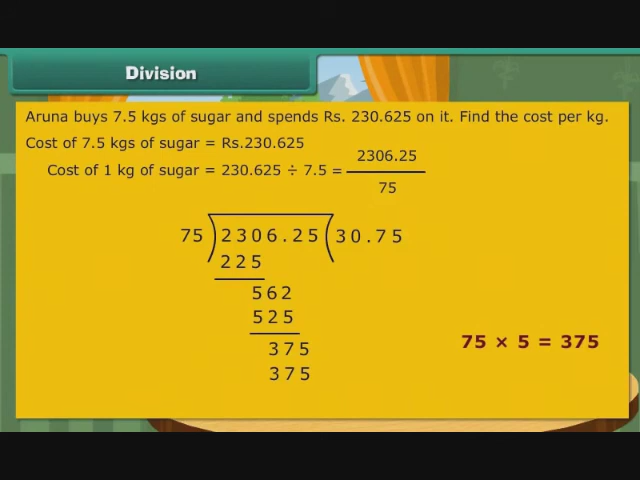 Division
Aruna buys 7.5 kgs of sugar and spends Rs. 230.625 on it. Find the cost per kg.
Cost of 7.5 kgs of sugar = Rs.230.625
Cost of 1 kg of sugar = 230.625 ÷ 7.5 = 2306.25
75
75 2306.25 30.75
225
562
525
375
75 × 5 = 375
375